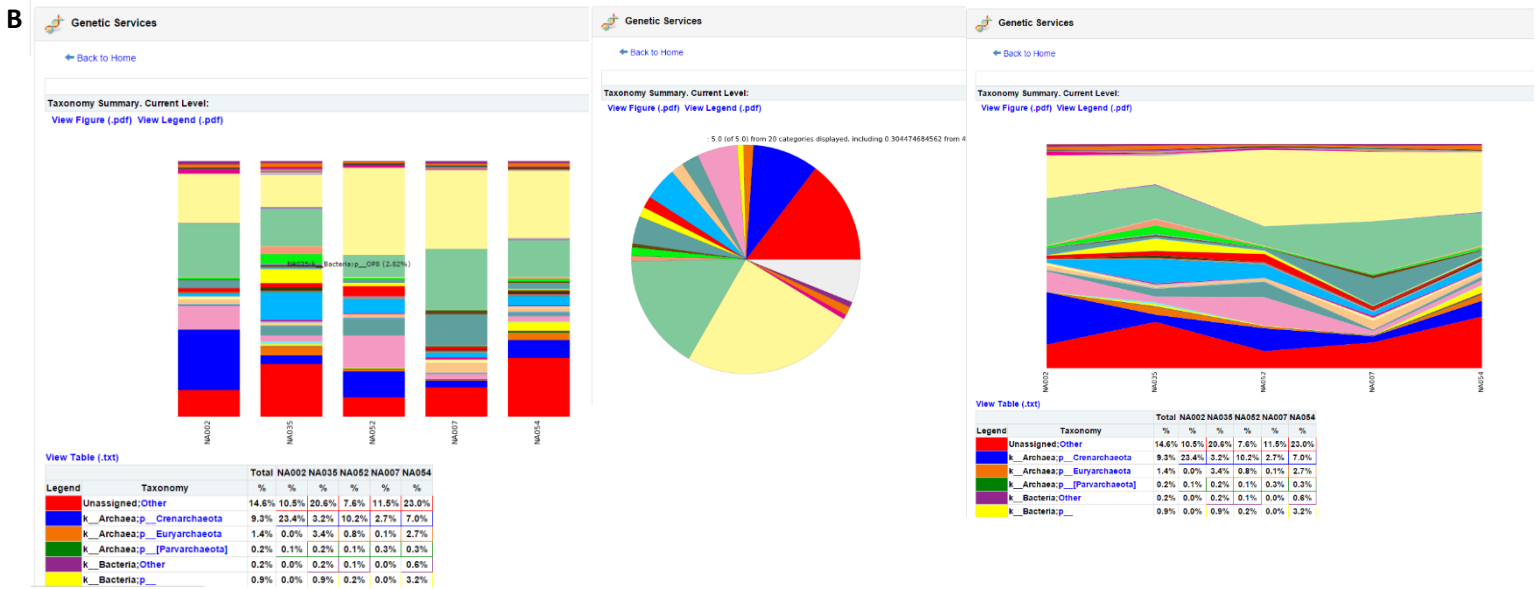 B
Genetic Services
Back to Home
Taxonomy Summary. Current Level:
View Figure (.pdf) View Legend (.pdf)
NA035:k__Bacteria;p__OP8 (2.02%)
NA002 NA035 NA052 NA007 NA054
View Table (.txt)
Total NA002 NA035 NA052 NA007 NA054
Legend Taxonomy % % % % % %
Unassigned;Other 14.6% 10.5% 20.6% 7.6% 11.5% 23.0%
k__Archaea;p__Crenarchaeota 9.3% 23.4% 3.2% 10.2% 2.7% 7.0%
k__Archaea;p__Euryarchaeota 1.4% 0.0% 3.4% 0.8% 0.1% 2.7%
k__Archaea;p__[Parvarchaeota] 0.2% 0.1% 0.2% 0.1% 0.3% 0.3%
k__Bacteria;Other 0.2% 0.0% 0.2% 0.1% 0.0% 0.6%
k__Bacteria;p__ 0.9% 0.0% 0.9% 0.2% 0.0% 3.2%
Genetic Services
Back to Home
Taxonomy Summary. Current Level:
View Figure (.pdf) View Legend (.pdf)
: 5.0 (of 5.0) from 20 categories displayed, including 0.304474684562 from 4
Genetic Services
Back to Home
Taxonomy Summary. Current Level:
View Figure (.pdf) View Legend (.pdf)
NA002 NA035 NA052 NA007 NA054
View Table (.txt)
Total NA002 NA035 NA052 NA007 NA054
Legend Taxonomy % % % % % %
Unassigned;Other 14.6% 10.5% 20.6% 7.6% 11.5% 23.0%
k__Archaea;p__Crenarchaeota 9.3% 23.4% 3.2% 10.2% 2.7% 7.0%
k__Archaea;p__Euryarchaeota 1.4% 0.0% 3.4% 0.8% 0.1% 2.7%
k__Archaea;p__[Parvarchaeota] 0.2% 0.1% 0.2% 0.1% 0.3% 0.3%
k__Bacteria;Other 0.2% 0.0% 0.2% 0.1% 0.0% 0.6%
k__Bacteria;p__ 0.9% 0.0% 0.9% 0.2% 0.0% 3.2%